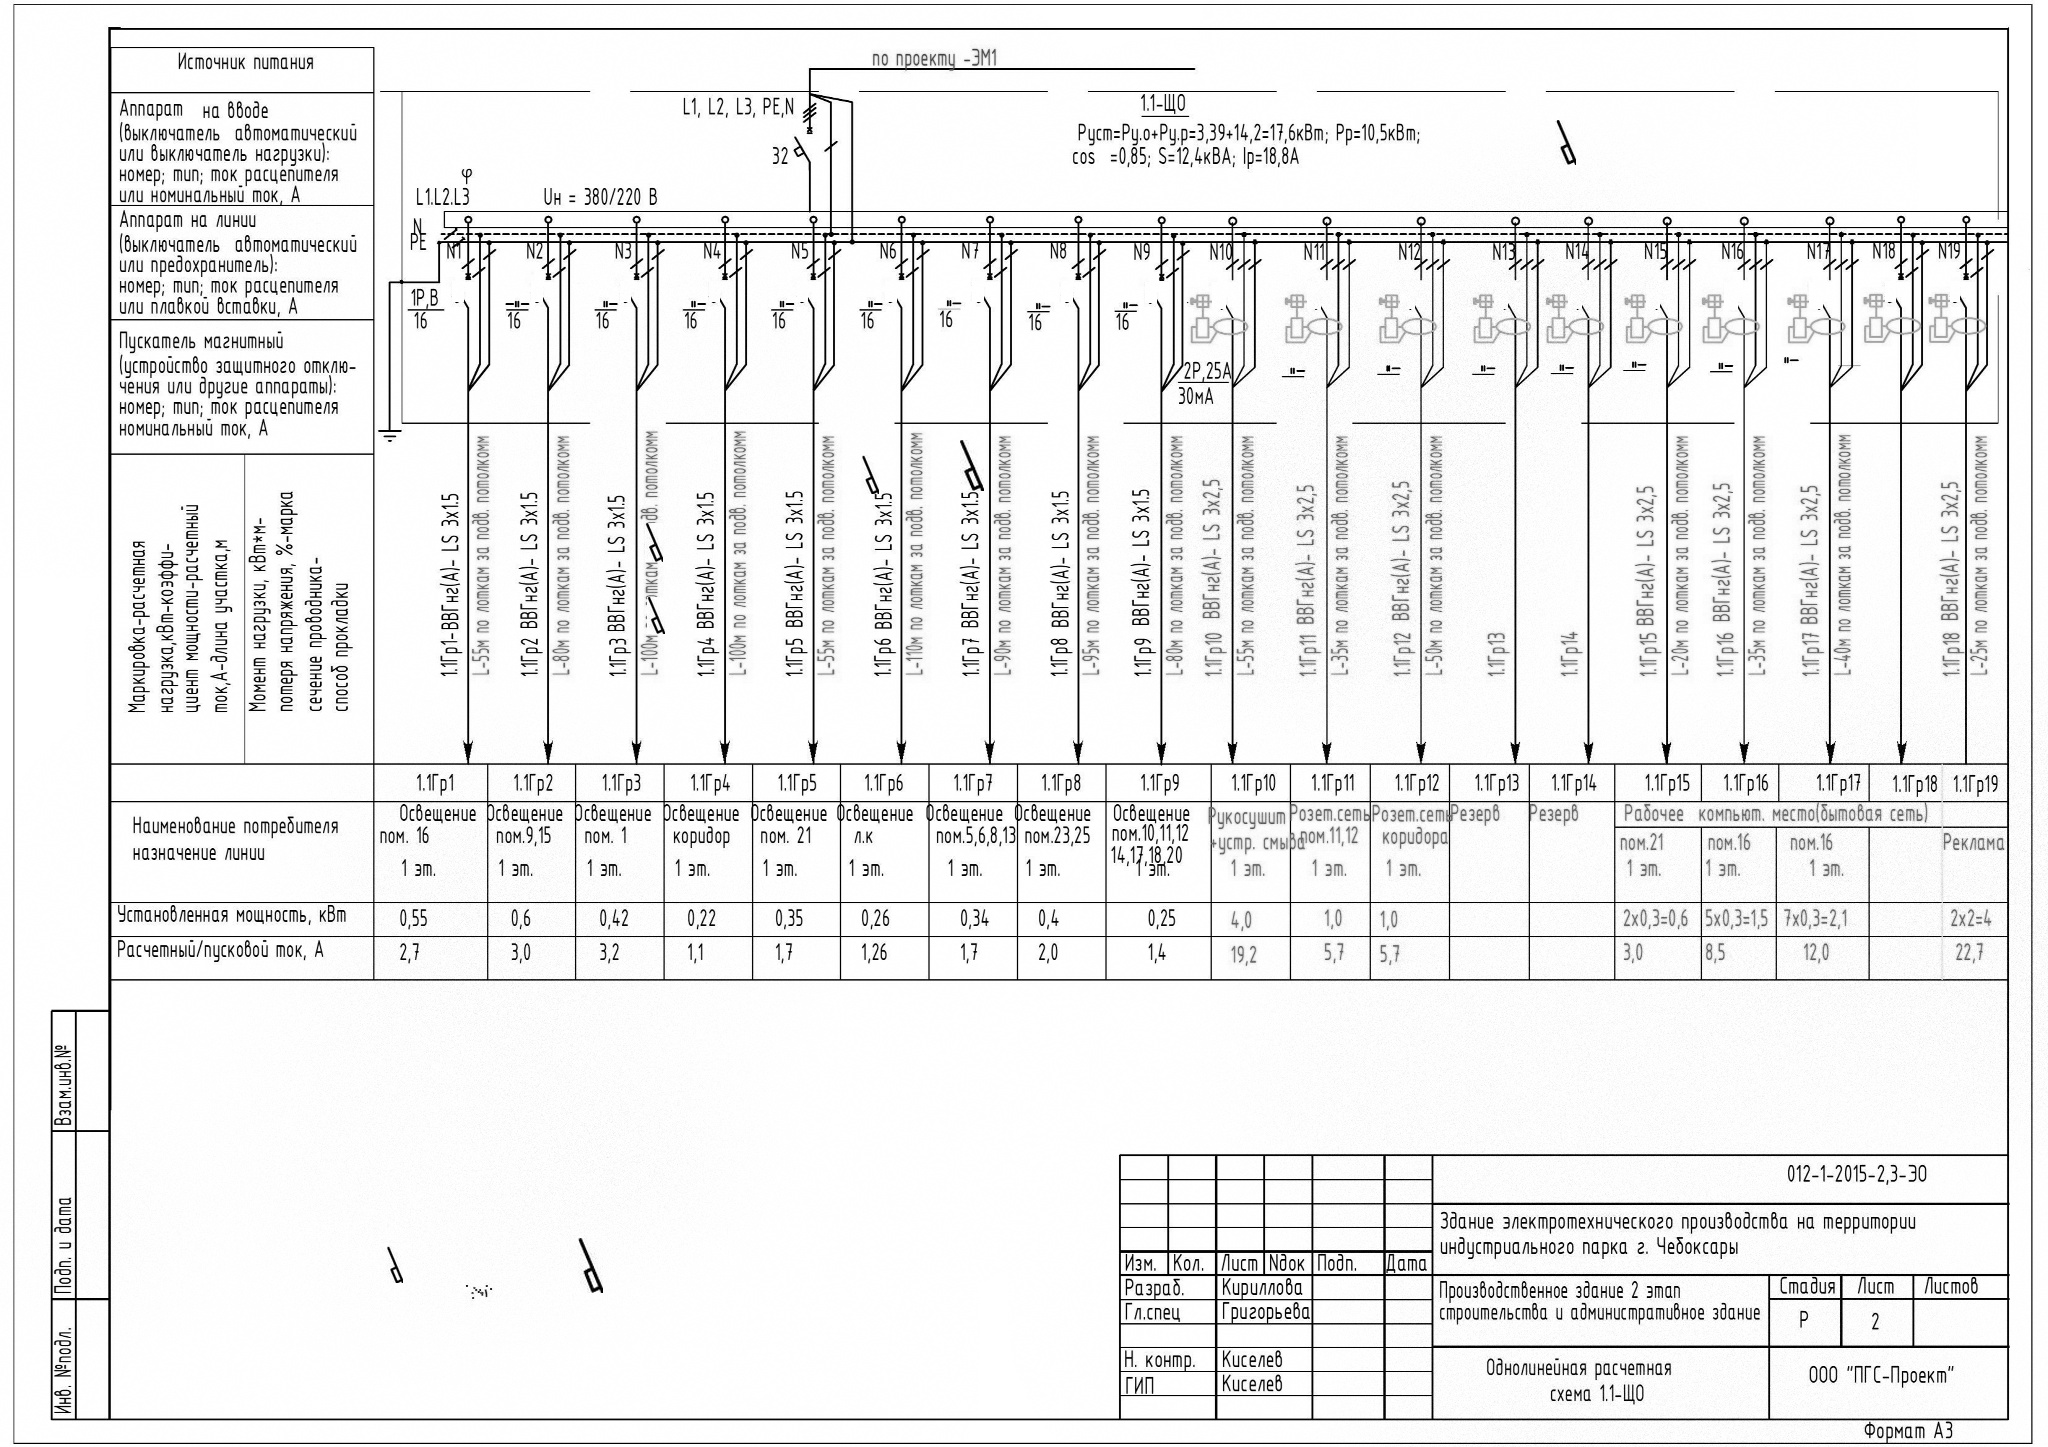 Источник питания
Аппарат на вводе
(выключатель автоматический
или выключатель нагрузки):
номер; тип; ток расцепителя
или номинальный ток, А
Аппарат на линии
(выключатель автоматический
или предохранитель):
номер; тип; ток расцепителя
или плавкой вставки, А
Пускатель магнитный
(устройство защитного отклю-
чения или другие аппараты):
номер; тип; ток расцепителя
номинальный ток, А
Маркировка-расчетная
нагрузка,кВт-коэффи-
циент мощности-расчетный
ток,А-длина участка,м
Момент нагрузки, кВт*м-
потеря напряжения, %-марка
сечение проводника-
способ прокладки
по проекту -ЭМ1
L1, L2, L3, PE,N
32
1.1-ЩО
Руст=Ру.о+Ру.р=3,39+14,2=17,6кВт; Рр=10,5кВт;
cos =0,85; S=12,4кВА; Iр=18,8А
φ
L1.L2.L3
Uн = 380/220 В
N
PE
N1 N2 N3 N4 N5 N6 N7 N8 N9 N10 N11 N12 N13 N14 N15 N16 N17 N18 N19
1Р,В
16
"–
16
"–
16
"–
16
"–
16
"–
16
"–
16
"–
16
"–
16
2Р,25А
30мА
"– "– "– "– "– "– "–
1.1Гр1-ВВГнг(А)- LS 3х1.5
L-55м по лоткам за подв. потолкомм
1.1Гр2 ВВГнг(А)- LS 3х1.5
L-80м по лоткам за подв. потолкомм
1.1Гр3 ВВГнг(А)- LS 3х1.5
L-100м откам дв. потолкомм
1.1Гр4 ВВГнг(А)- LS 3х1.5
L-100м по лоткам за подв. потолкомм
1.1Гр5 ВВГнг(А)- LS 3х1.5
L-55м по лоткам за подв. потолкомм
1.1Гр6 ВВГнг(А)- LS 3х1.5
L-110м по лоткам за подв. потолкомм
1.1Гр7 ВВГнг(А)- LS 3х1.5
L-90м по лоткам за подв. потолкомм
1.1Гр8 ВВГнг(А)- LS 3х1.5
L-95м по лоткам за подв. потолкомм
1.1Гр9 ВВГнг(А)- LS 3х1.5
L-80м по лоткам за подв. потолкомм
1.1Гр10 ВВГнг(А)- LS 3х2,5
L-55м по лоткам за подв. потолкомм
1.1Гр11 ВВГнг(А)- LS 3х2,5
L-35м по лоткам за подв. потолкомм
1.1Гр12 ВВГнг(А)- LS 3х2,5
L-50м по лоткам за подв. потолкомм
1.1Гр13
1.1Гр14
1.1Гр15 ВВГнг(А)- LS 3х2,5
L-20м по лоткам за подв. потолкомм
1.1Гр16 ВВГнг(А)- LS 3х2,5
L-35м по лоткам за подв. потолкомм
1.1Гр17 ВВГнг(А)- LS 3х2,5
L-40м по лоткам за подв. потолкомм
1.1Гр18 ВВГнг(А)- LS 3х2,5
L-25м по лоткам за подв. потолкомм
1.1Гр1 1.1Гр2 1.1Гр3 1.1Гр4 1.1Гр5 1.1Гр6 1.1Гр7 1.1Гр8 1.1Гр9 1.1Гр10 1.1Гр11 1.1Гр12 1.1Гр13 1.1Гр14 1.1Гр15 1.1Гр16 1.1Гр17 1.1Гр18 1.1Гр19
Наименование потребителя
назначение линии
Освещение
пом. 16
1 эт.
Освещение
пом.9,15
1 эт.
Освещение
пом. 1
1 эт.
Освещение
коридор
1 эт.
Освещение
пом. 21
1 эт.
Освещение
л.к
1 эт.
Освещение
пом.5,6,8,13
1 эт.
Освещение
пом.23,25
1 эт.
Освещение
пом.10,11,12
14,17,18,20
1 эт.
Рукосушит
+устр. смыва
1 эт.
Розет.сеть
пом.11,12
1 эт.
Розет.сеть
коридора
1 эт.
Резерв
Резерв
Рабочее компьют. место(бытовая сеть)
пом.21
1 эт.
пом.16
1 эт.
пом.16
1 эт.
Реклама
Установленная мощность, кВт
0,55 0,6 0,42 0,22 0,35 0,26 0,34 0,4 0,25 4,0 1,0 1,0 2х0,3=0,6 5х0,3=1,5 7х0,3=2,1 2х2=4
Расчетный/пусковой ток, А
2,7 3,0 3,2 1,1 1,7 1,26 1,7 2,0 1,4 19,2 5,7 5,7 3,0 8,5 12,0 22,7
Взам.инв.№
Подп. и дата
Инв. №подл.
012-1-2015-2,3-ЭО
Здание электротехнического производства на территории
индустриального парка г. Чебоксары
Изм. Кол. Лист Nдок Подп. Дата
Разраб. Кириллова
Гл.спец Григорьева
Н. контр. Киселев
ГИП Киселев
Производственное здание 2 этап
строительства и административное здание
Стадия Лист Листов
Р 2
Однолинейная расчетная
схема 1.1-ЩО
ООО "ПГС-Проект"
Формат А3